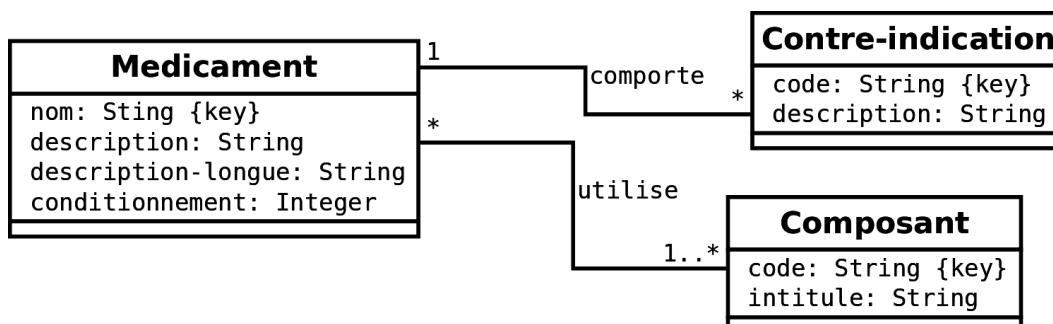 Medicament
nom: Sting {key}
description: String
description-longue: String
conditionnement: Integer
1
comporte
*
*
utilise
1..*
Contre-indication
code: String {key}
description: String
Composant
code: String {key}
intitule: String